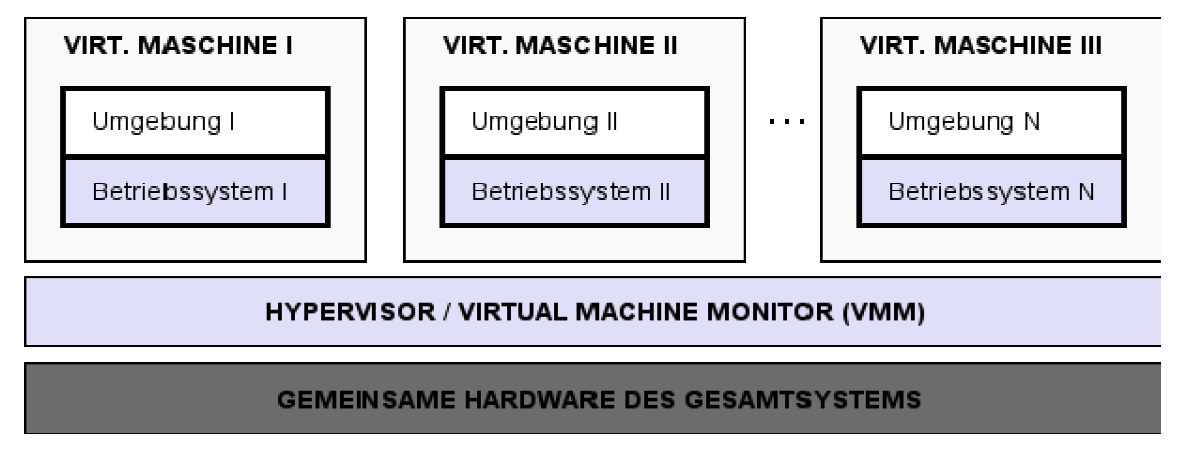 VIRT. MASCHINE I
Umgebung I
Betriebssystem I
VIRT. MASCHINE II
Umgebung II
Betriebssystem II
...
VIRT. MASCHINE III
Umgebung N
Betriebssystem N
HYPERVISOR / VIRTUAL MACHINE MONITOR (VMM)
GEMEINSAME HARDWARE DES GESAMTSYSTEMS